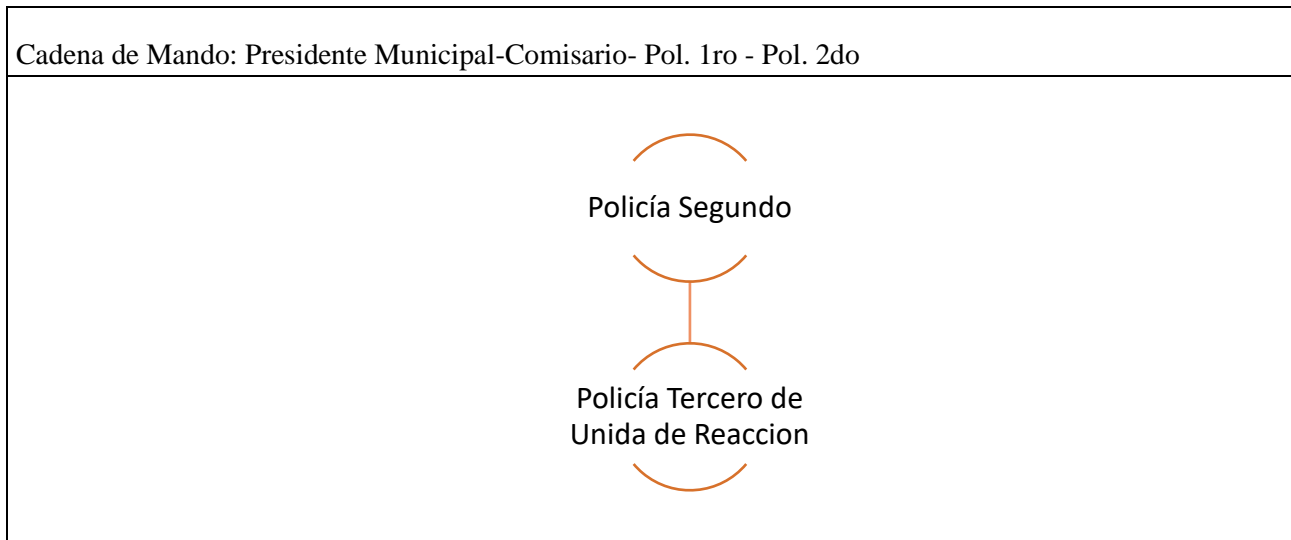 Cadena de Mando: Presidente Municipal-Comisario- Pol. 1ro - Pol. 2do
Policía Segundo
Policía Tercero de
Unida de Reaccion